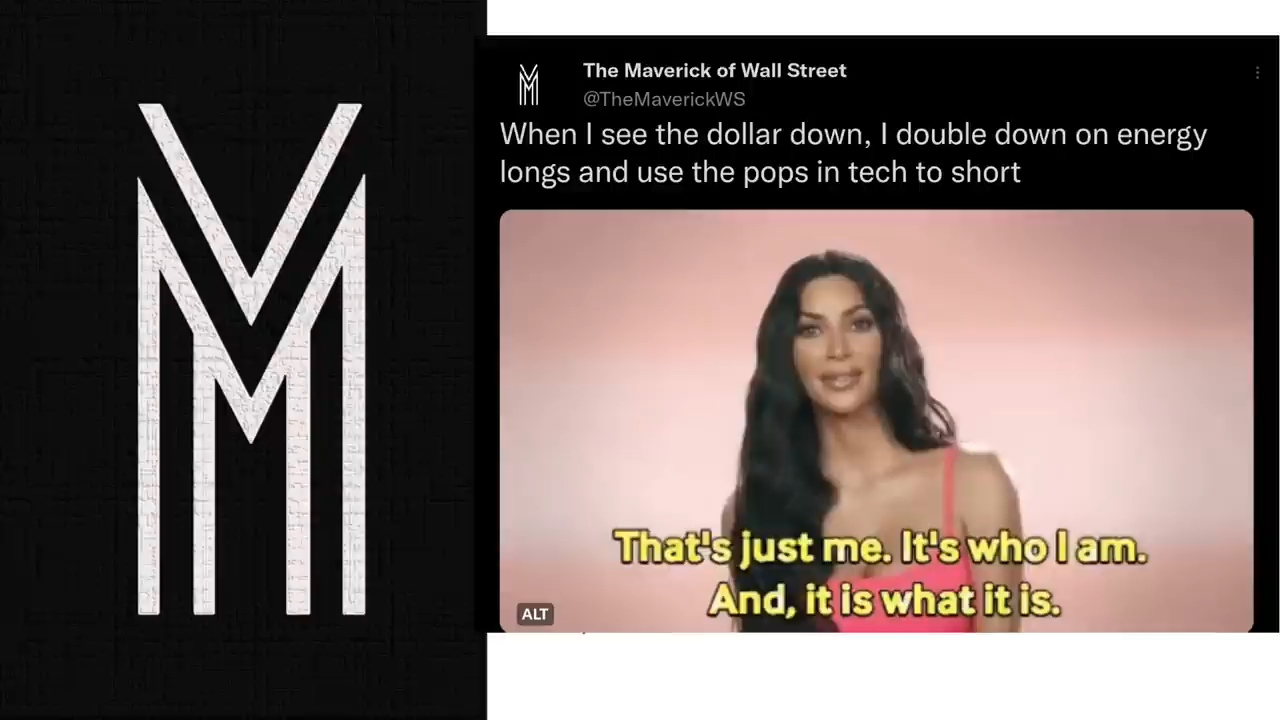 The Maverick of Wall Street
@TheMaverickWS
When I see the dollar down, I double down on energy
longs and use the pops in tech to short
That's just me. It's who I am.
And, it is what it is.
ALT